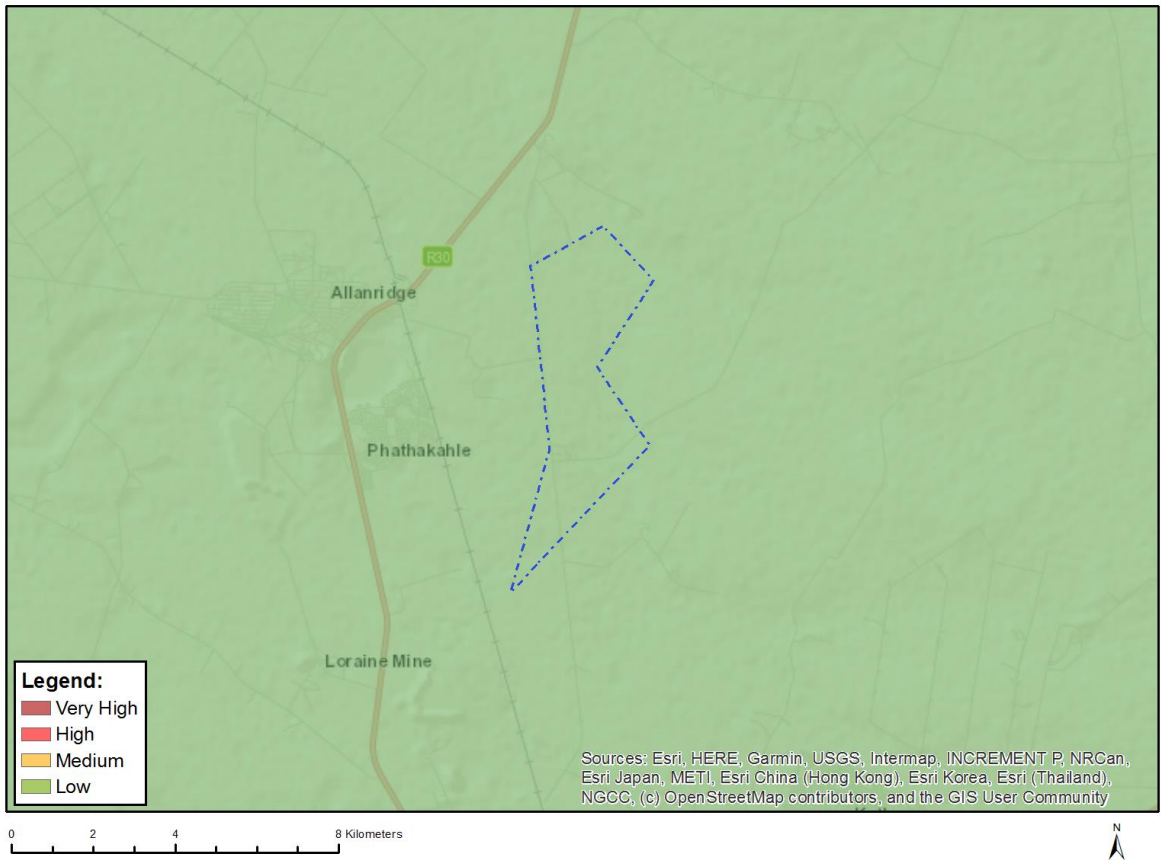 R30
Allanridge
Phathakahle
Loraine Mine
Legend:
Very High
High
Medium
Low
Sources: Esri, HERE, Garmin, USGS, Intermap, INCREMENT P, NRCan,
Esri Japan, METI, Esri China (Hong Kong), Esri Korea, Esri (Thailand),
NGCC, (c) OpenStreetMap contributors, and the GIS User Community
0 2 4 8 Kilometers
N